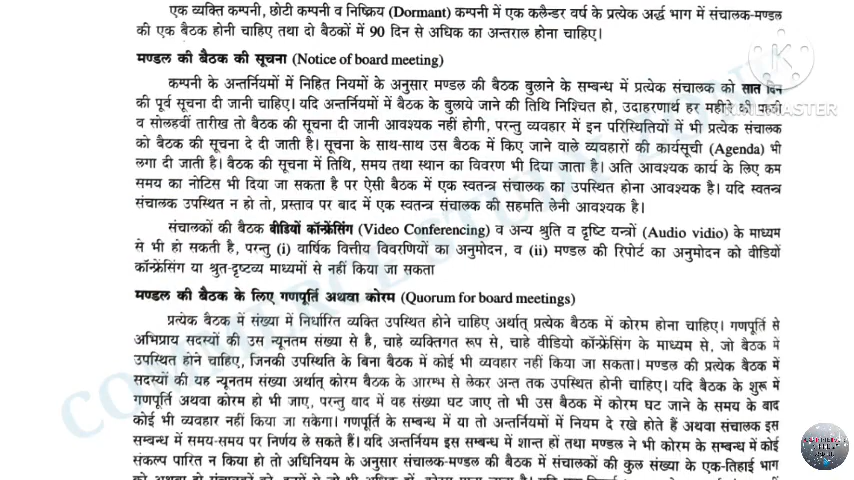 एक व्यक्ति कम्पनी, छोटी कम्पनी व निष्क्रिय (Dormant) कम्पनी में एक कलैन्डर वर्ष के प्रत्येक अर्द्ध भाग में संचालक-मण्डल
की एक बैठक होनी चाहिए तथा दो बैठकों में 90 दिन से अधिक का अन्तराल होना चाहिए।
मण्डल की बैठक की सूचना (Notice of board meeting)
कम्पनी के अन्तर्नियमों में निहित नियमों के अनुसार मण्डल की बैठक बुलाने के सम्बन्ध में प्रत्येक संचालक को सात दिन
की पूर्व सूचना दी जानी चाहिए। यदि अन्तर्नियमों में बैठक के बुलाये जाने की तिथि निश्चित हो, उदाहरणार्थ हर महीने की
व सोलहवीं तारीख तो बैठक की सूचना दी जानी आवश्यक नहीं होगी, परन्तु व्यवहार में इन परिस्थितियों में भी प्रत्येक संचालक
को बैठक की सूचना दे दी जाती है। सूचना के साथ-साथ उस बैठक में किए जाने वाले व्यवहारों की कार्यसूची (Agenda) भी
लगा दी जाती है। बैठक की सूचना में तिथि, समय तथा स्थान का विवरण भी दिया जाता है। अति आवश्यक कार्य के लिए कम
समय का नोटिस भी दिया जा सकता है पर ऐसी बैठक में एक स्वतन्त्र संचालक का उपस्थित होना आवश्यक है। यदि स्वतन्त्र
संचालक उपस्थित न हो तो, प्रस्ताव पर बाद में एक स्वतन्त्र संचालक की सहमति लेनी आवश्यक है।
संचालकों की बैठक वीडियों कॉन्फ्रेंसिंग (Video Conferencing) व अन्य श्रुति व दृष्टि यन्त्रों (Audio vidio) के माध्यम
से भी हो सकती है, परन्तु (i) वार्षिक वित्तीय विवरणियों का अनुमोदन, व (ii) मण्डल की रिपोर्ट का अनुमोदन को वीडियों
कॉन्फ्रेंसिंग या श्रुत-दृष्टव्य माध्यमों से नहीं किया जा सकता
मण्डल की बैठक के लिए गणपूर्ति अथवा कोरम (Quorum for board meetings)
प्रत्येक बैठक में संख्या में निर्धारित व्यक्ति उपस्थित होने चाहिए अर्थात् प्रत्येक बैठक में कोरम होना चाहिए। गणपूर्ति से
अभिप्राय सदस्यों की उस न्यूनतम संख्या से है, चाहे व्यक्तिगत रूप से, चाहे वीडियो कॉन्फ्रेंसिंग के माध्यम से, जो बैठक में
उपस्थित होने चाहिए, जिनकी उपस्थिति के बिना बैठक में कोई भी व्यवहार नहीं किया जा सकता। मण्डल की प्रत्येक बैठक में
सदस्यों की यह न्यूनतम संख्या अर्थात् कोरम बैठक के आरम्भ से लेकर अन्त तक उपस्थित होनी चाहिए। यदि बैठक के शुरू में
गणपूर्ति अथवा कोरम हो भी जाए, परन्तु बाद में वह संख्या घट जाए तो भी उस बैठक में कोरम घट जाने के समय के बाद
कोई भी व्यवहार नहीं किया जा सकेगा। गणपूर्ति के सम्बन्ध में या तो अन्तर्नियमों में नियम दे रखे होते हैं अथवा संचालक इस
सम्बन्ध में समय-समय पर निर्णय ले सकते हैं। यदि अन्तर्नियम इस सम्बन्ध में शान्त हों तथा मण्डल ने भी कोरम के सम्बन्ध में कोई
संकल्प पारित न किया हो तो अधिनियम के अनुसार संचालक-मण्डल की बैठक में संचालकों की कुल संख्या के एक-तिहाई भाग